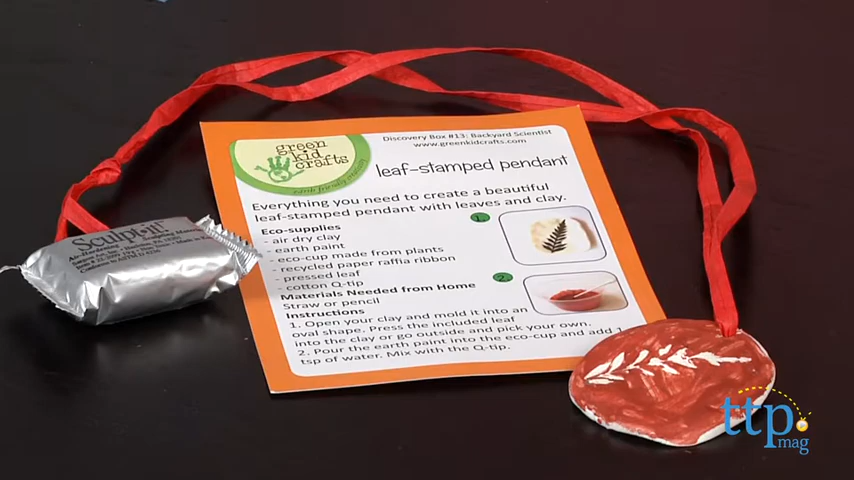 Discovery Box #13: Backyard Scientist
www.greenkidcrafts.com
green
kid
crafts
earth friendly
leaf-stamped pendant
Everything you need to create a beautiful
leaf-stamped pendant with leaves and clay.
Eco-supplies
- air dry clay
- earth paint
- eco-cup made from plants
- recycled paper raffia ribbon
- pressed leaf
- cotton Q-tip
Materials Needed from Home
Straw or pencil
Instructions
1. Open your clay and mold it into an
oval shape. Press the included leaf
into the clay or go outside and pick your own.
2. Pour the earth paint into the eco-cup and add 1
tsp of water. Mix with the Q-tip.
1
2
Sculpt-It!
Air-Hardening
ttp
mag